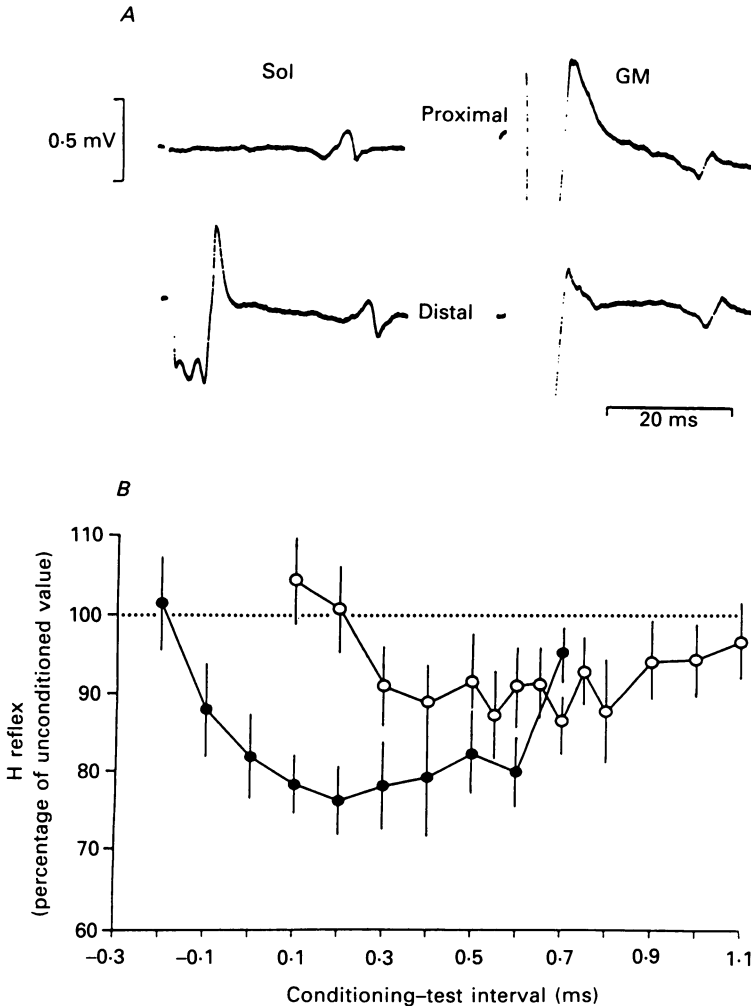 A
Sol
GM
Proximal
0·5 mV
Distal
20 ms
B
H reflex
(percentage of unconditioned value)
110
100
90
80
70
60
−0·3
−0·1
0·1
0·3
0·5
0·7
0·9
1·1
Conditioning–test interval (ms)